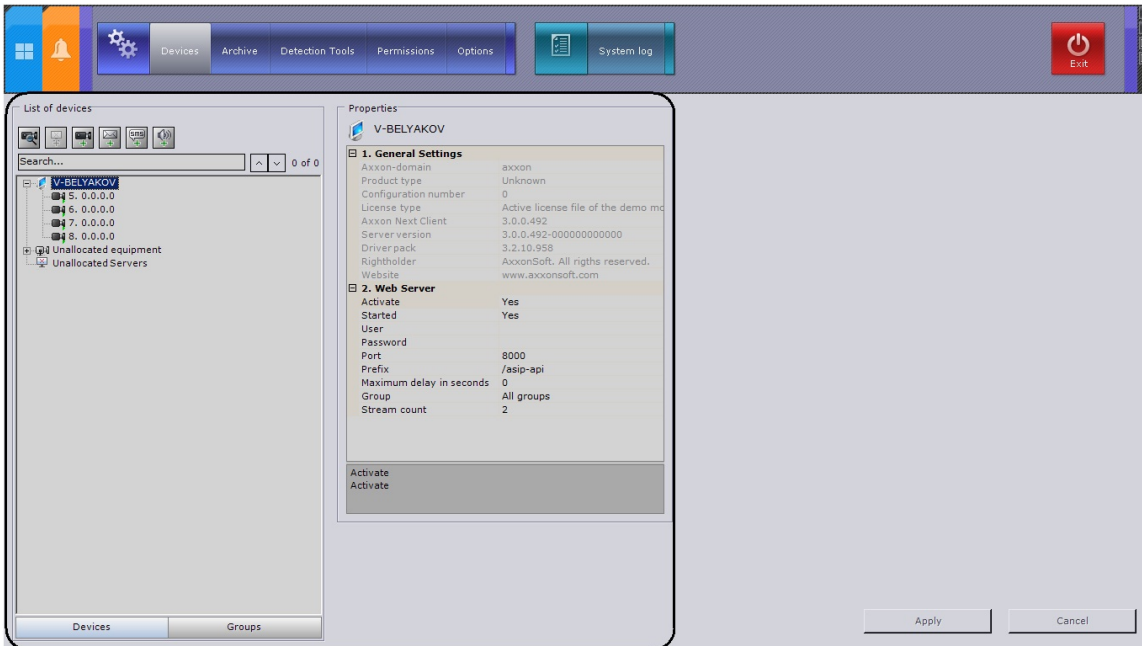 Devices
Archive
Detection Tools
Permissions
Options
System log
Exit
List of devices
SMS
Search...
0 of 0
V-BELYAKOV
5. 0.0.0.0
6. 0.0.0.0
7. 0.0.0.0
8. 0.0.0.0
Unallocated equipment
Unallocated Servers
Devices
Groups
Properties
V-BELYAKOV
1. General Settings
Axxon-domain axxon
Product type Unknown
Configuration number 0
License type Active license file of the demo mo
Axxon Next Client 3.0.0.492
Server version 3.0.0.492-000000000000
Driverpack 3.2.10.958
Rightholder AxxonSoft. All rigths reserved.
Website www.axxonsoft.com
2. Web Server
Activate Yes
Started Yes
User
Password
Port 8000
Prefix /asip-api
Maximum delay in seconds 0
Group All groups
Stream count 2
Activate
Activate
Apply
Cancel